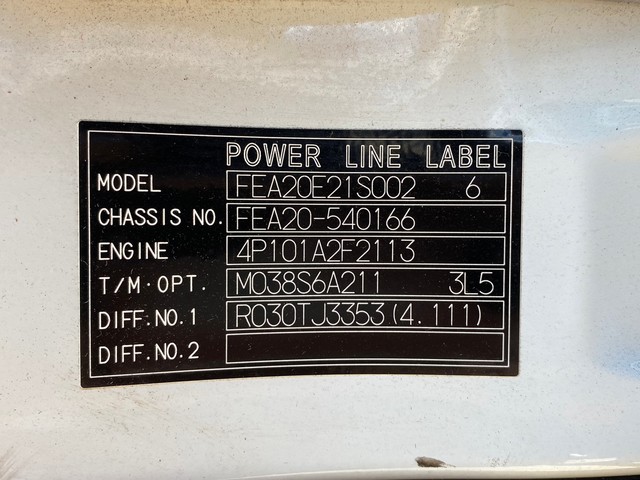 POWER LINE LABEL
MODEL FEA20E21S002 6
CHASSIS NO. FEA20-540166
ENGINE 4P101A2F2113
T/M·OPT. M038S6A211 3L5
DIFF.NO.1 R030TJ3353(4.111)
DIFF.NO.2